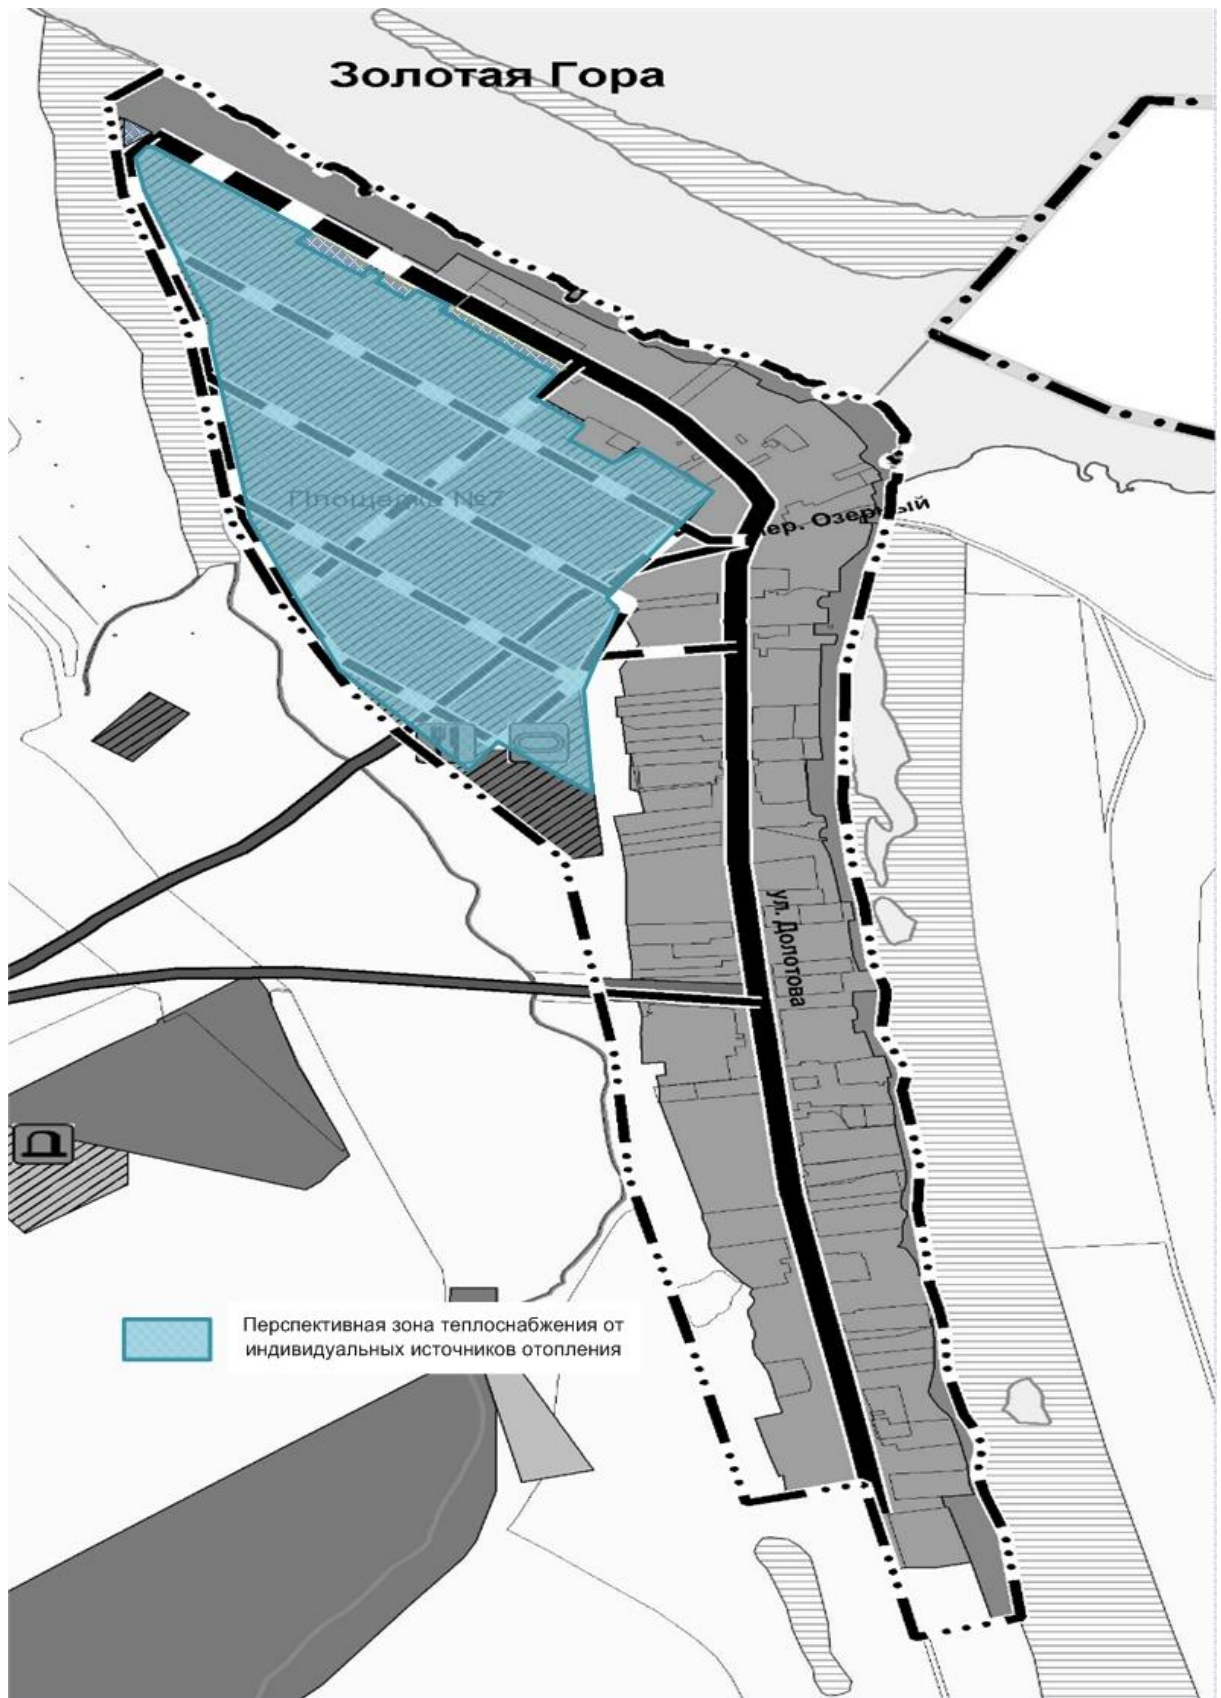 Золотая Гора
Площадка №7
пер. Озерный
ул. Долотова
П
Перспективная зона теплоснабжения от
индивидуальных источников отопления